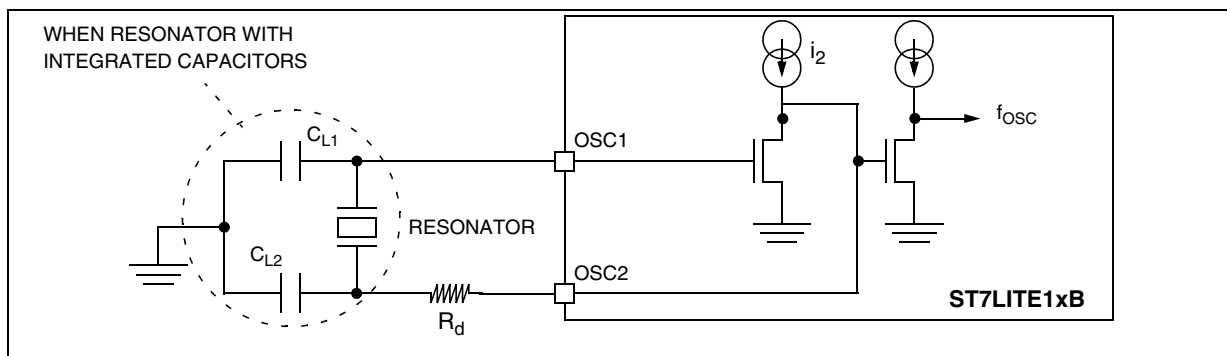 WHEN RESONATOR WITH
INTEGRATED CAPACITORS
i2
fOSC
CL1
OSC1
RESONATOR
CL2
OSC2
Rd
ST7LITE1xB